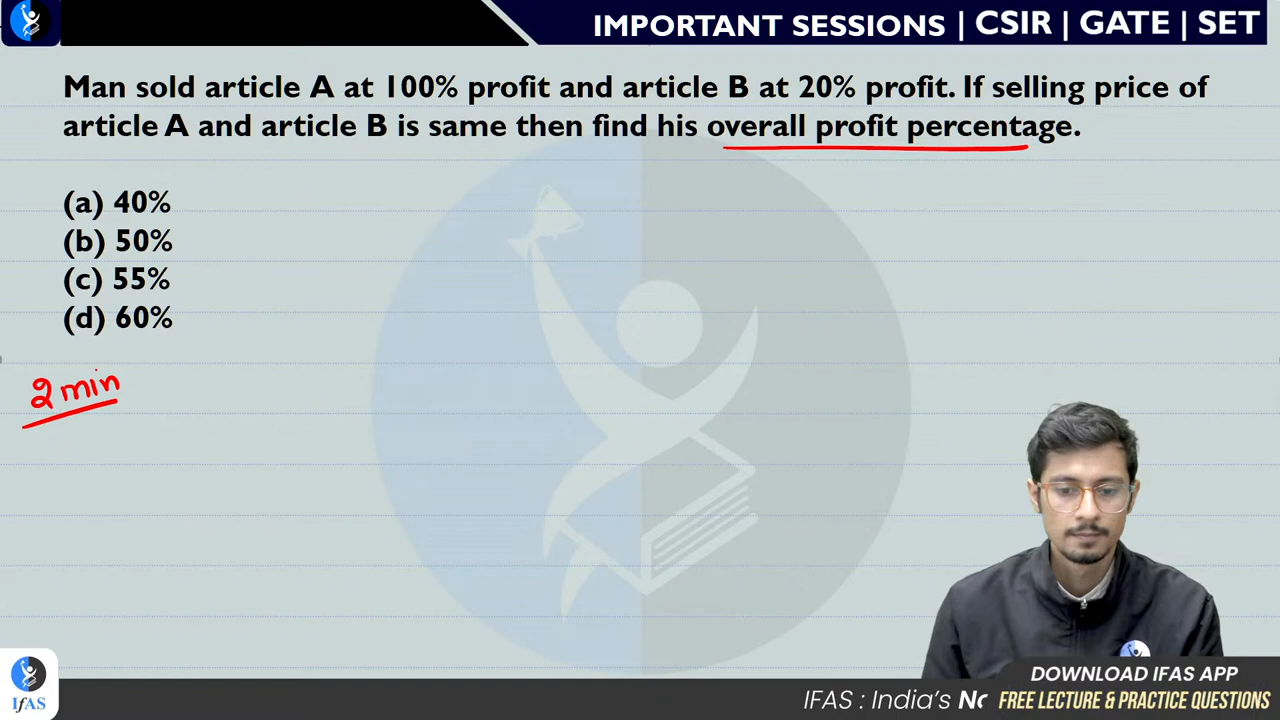 IMPORTANT SESSIONS | CSIR | GATE | SET
Man sold article A at 100% profit and article B at 20% profit. If selling price of
article A and article B is same then find his overall profit percentage.
(a) 40%
(b) 50%
(c) 55%
(d) 60%
2 min
IFAS
DOWNLOAD IFAS APP
IFAS : India's No
FREE LECTURE & PRACTICE QUESTIONS